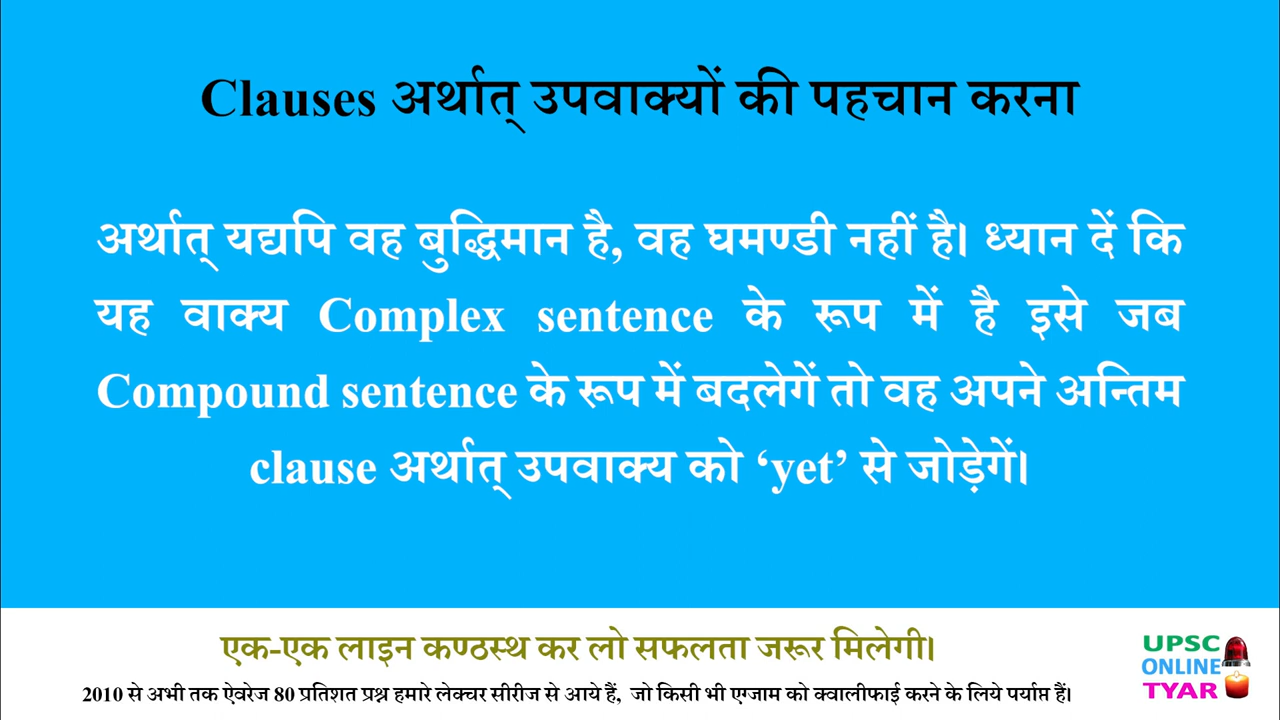 Clauses अर्थात् उपवाक्यों की पहचान करना
अर्थात् यद्यपि वह बुद्धिमान है, वह घमण्डी नहीं है। ध्यान दें कि
यह वाक्य Complex sentence के रूप में है इसे जब
Compound sentence के रूप में बदलेगें तो वह अपने अन्तिम
clause अर्थात् उपवाक्य को ‘yet’ से जोड़ेगें।
एक-एक लाइन कण्ठस्थ कर लो सफलता जरूर मिलेगी।
2010 से अभी तक ऐवरेज 80 प्रतिशत प्रश्न हमारे लेक्चर सीरीज से आये हैं, जो किसी भी एग्जाम को क्वालीफाई करने के लिये पर्याप्त हैं।
UPSC
ONLINE
TYAR